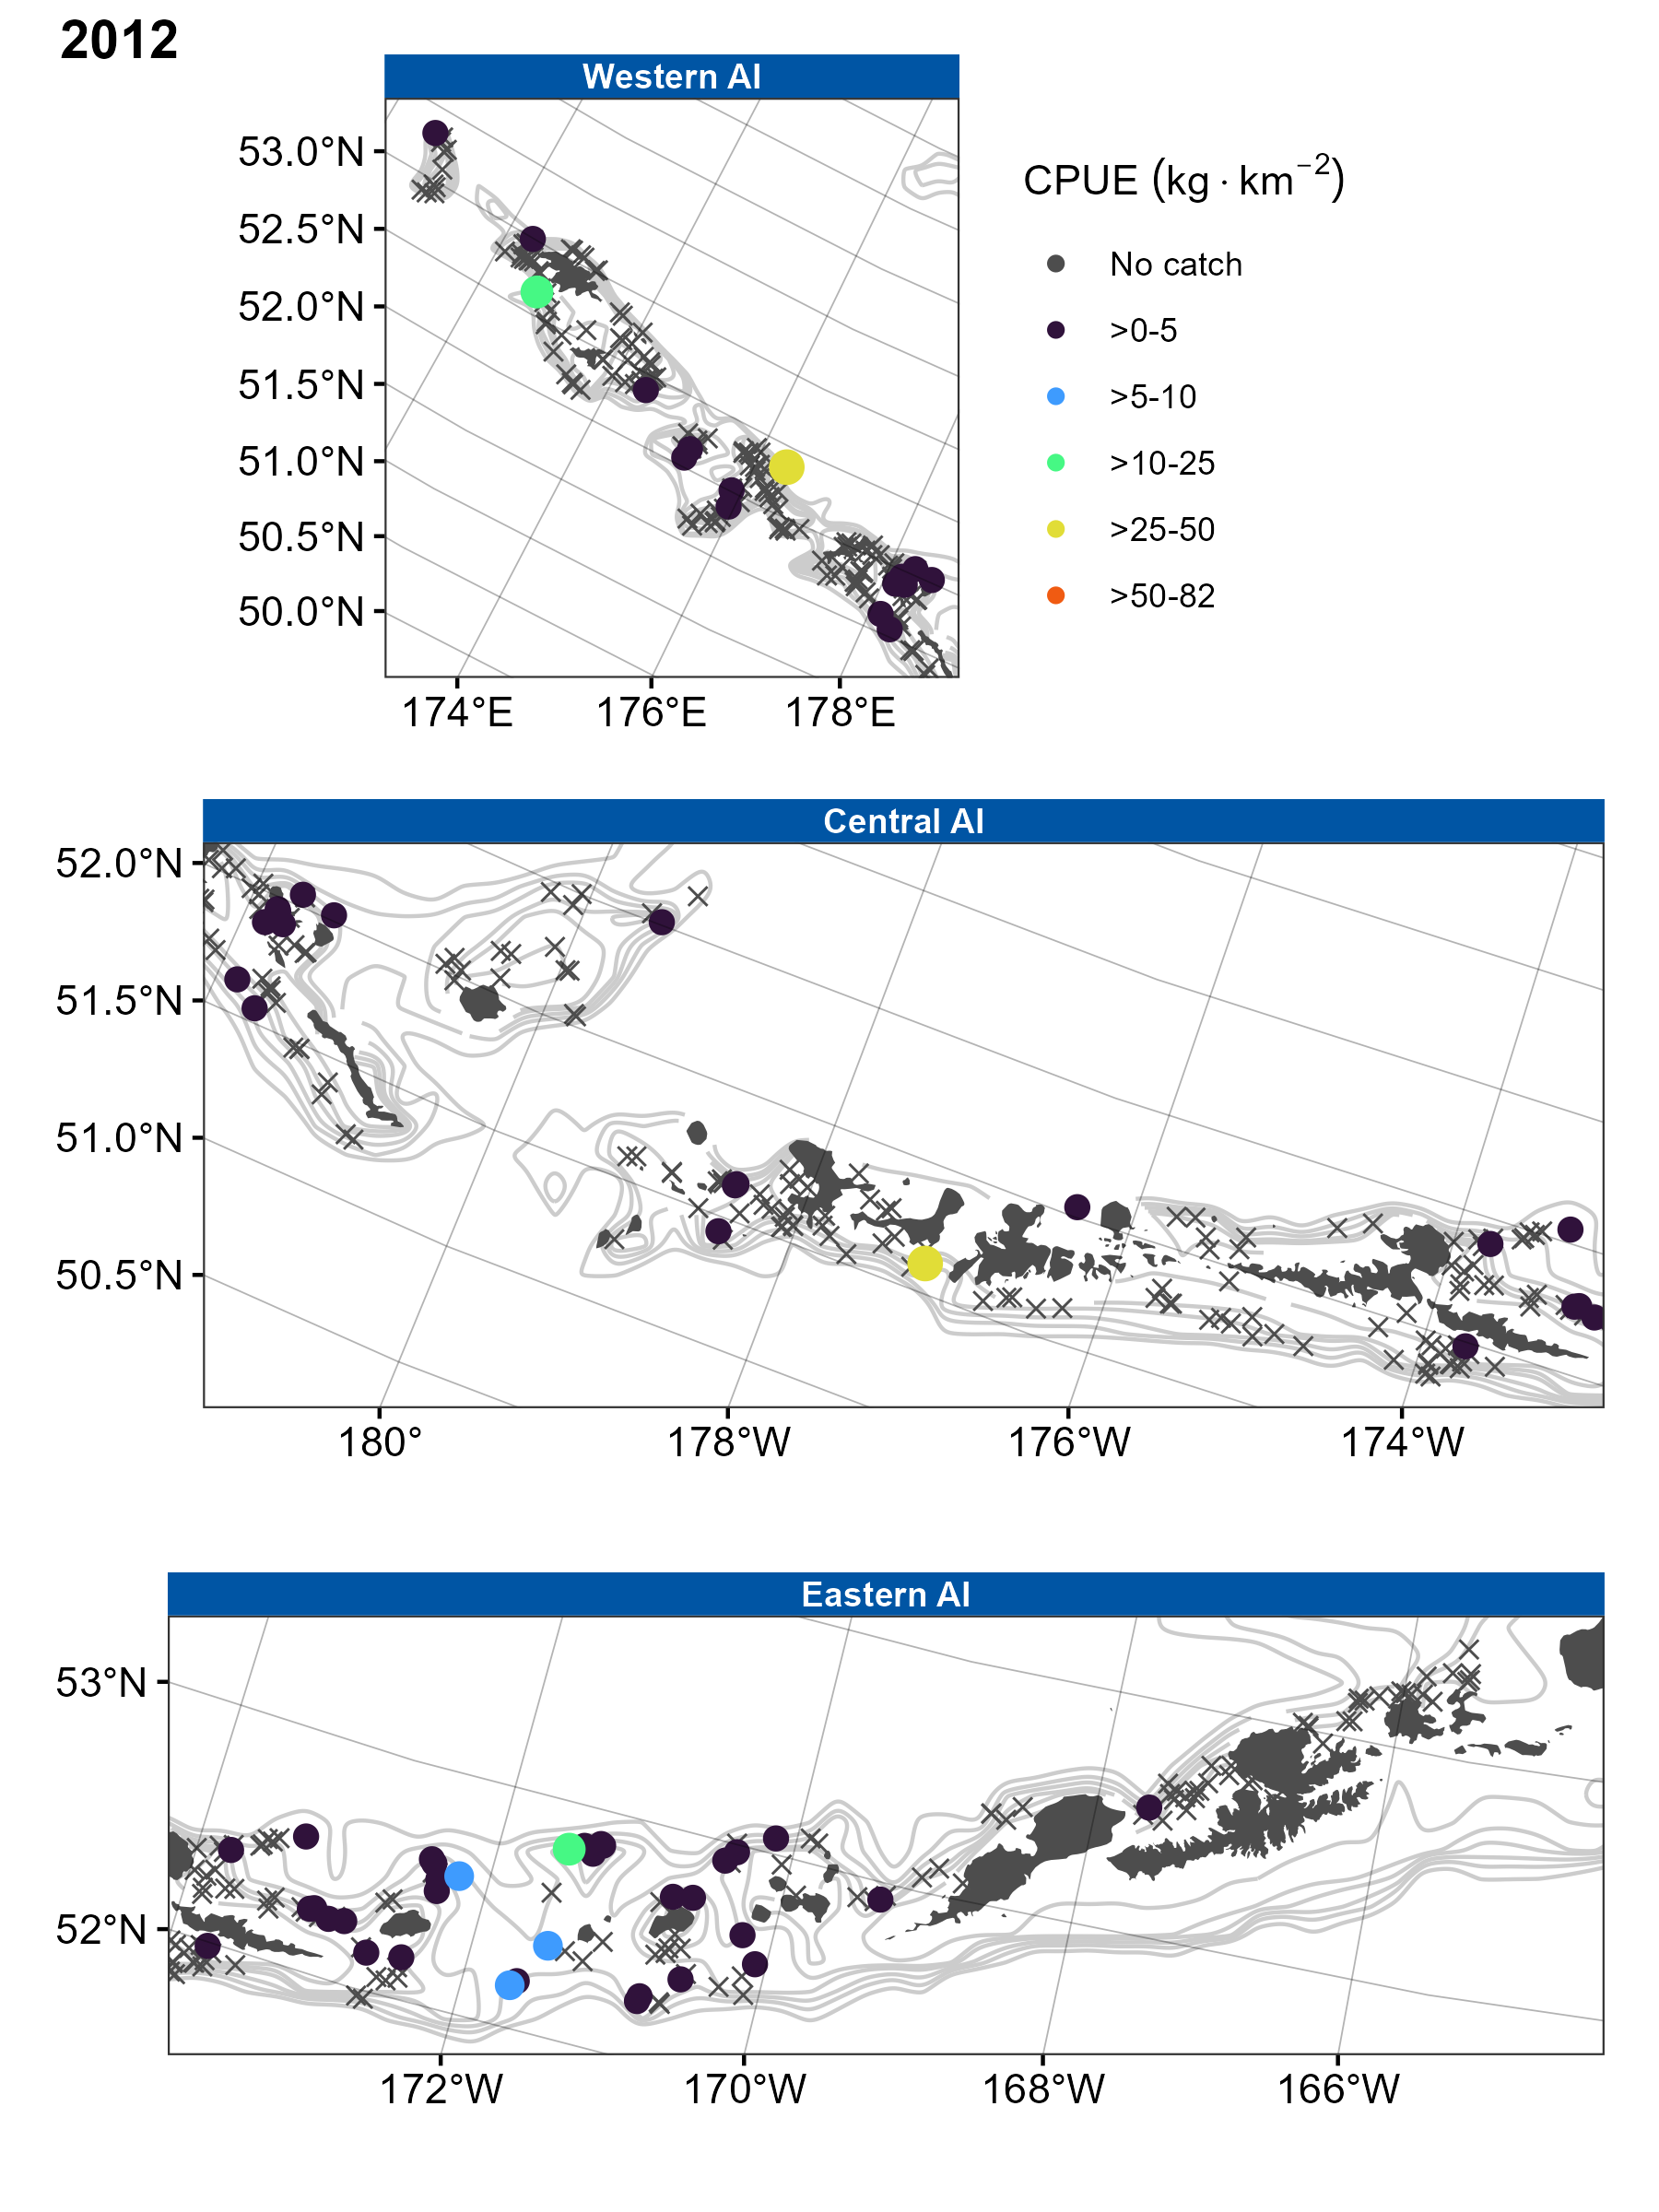 2012
Western AI
53.0°N
52.5°N
52.0°N
51.5°N
51.0°N
50.5°N
50.0°N
174°E 176°E 178°E
CPUE (kg · km⁻²)
No catch
>0-5
>5-10
>10-25
>25-50
>50-82
Central AI
52.0°N
51.5°N
51.0°N
50.5°N
180° 178°W 176°W 174°W
Eastern AI
53°N
52°N
172°W 170°W 168°W 166°W